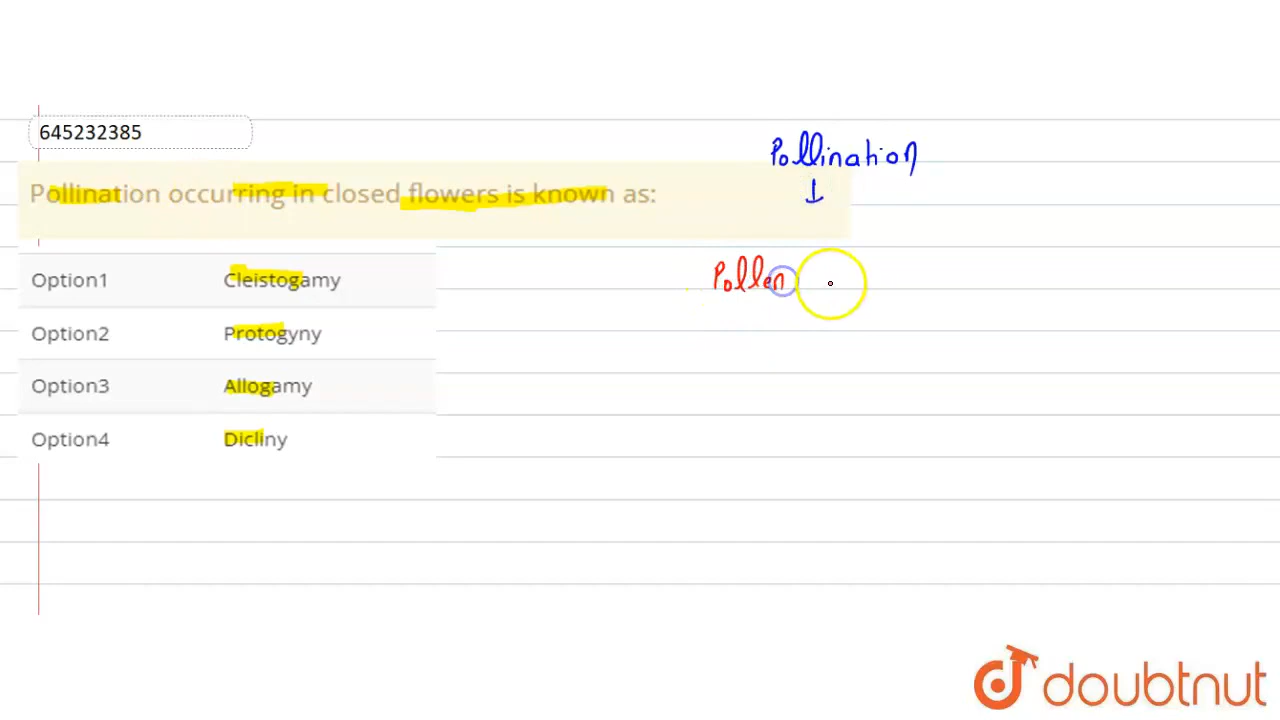 645232385
Pollination
Pollination occurring in closed flowers is known as:
Option1 Cleistogamy
Pollen
Option2 Protogyny
Option3 Allogamy
Option4 Dicliny
doubtnut